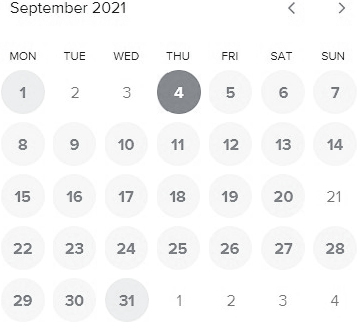 September 2021 < >
MON TUE WED THU FRI SAT SUN
1 2 3 4 5 6 7
8 9 10 11 12 13 14
15 16 17 18 19 20 21
22 23 24 25 26 27 28
29 30 31 1 2 3 4